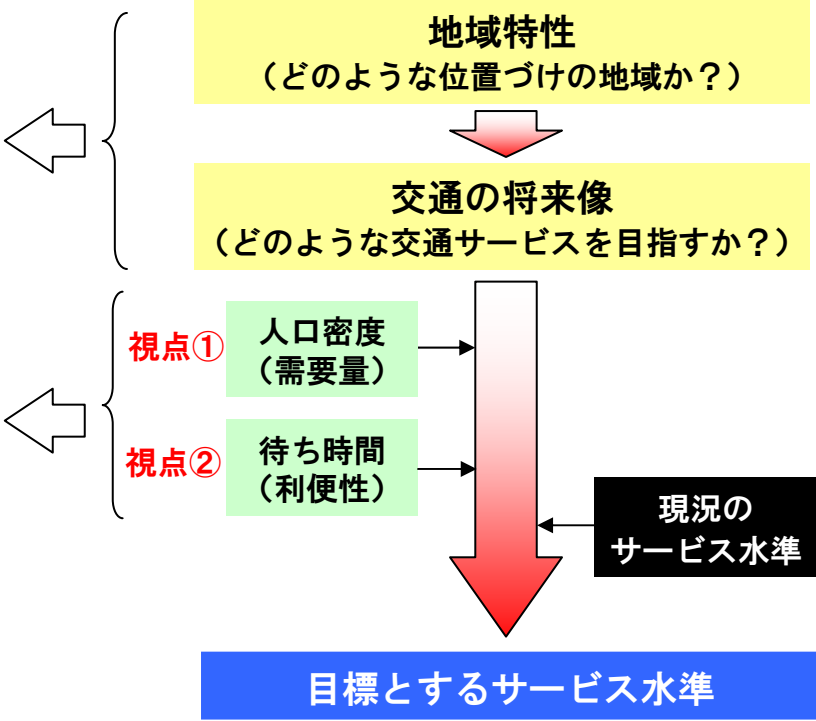 地域特性
（どのような位置づけの地域か？）
交通の将来像
（どのような交通サービスを目指すか？）
視点①
人口密度
（需要量）
視点②
待ち時間
（利便性）
現況の
サービス水準
目標とするサービス水準